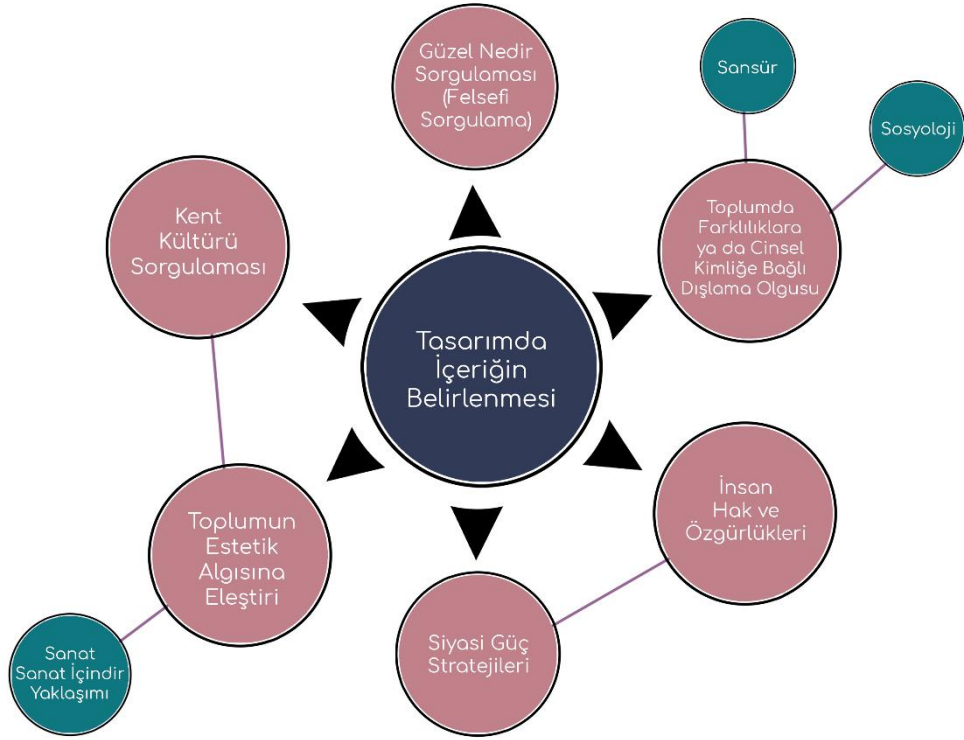 Güzel Nedir
Sorgulaması
(Felsefi
Sorgulama)
Sansür
Sosyoloji
Kent
Kültürü
Sorgulaması
Toplumda
Farklılıklara
ya da Cinsel
Kimliğe Bağlı
Dışlama Olgusu
Tasarımda
İçeriğin
Belirlenmesi
Toplumun
Estetik
Algısına
Eleştiri
İnsan
Hak ve
Özgürlükleri
Siyasi Güç
Stratejileri
Sanat
Sanat İçindir
Yaklaşımı